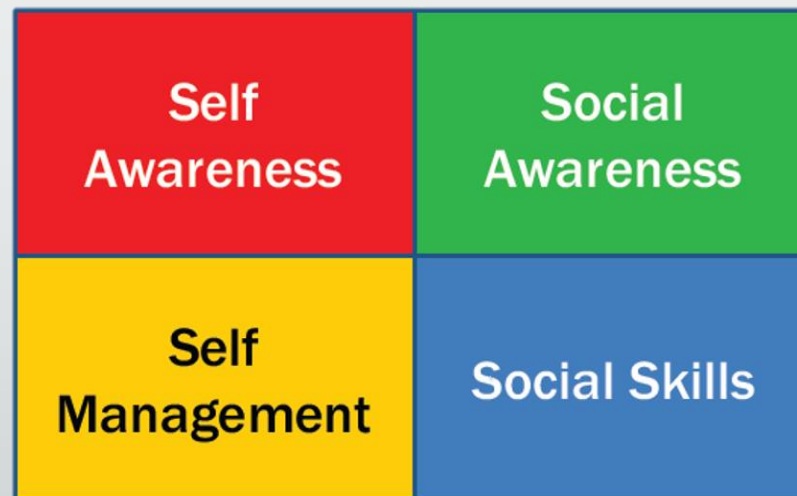 Self
Awareness
Social
Awareness
Self
Management
Social Skills